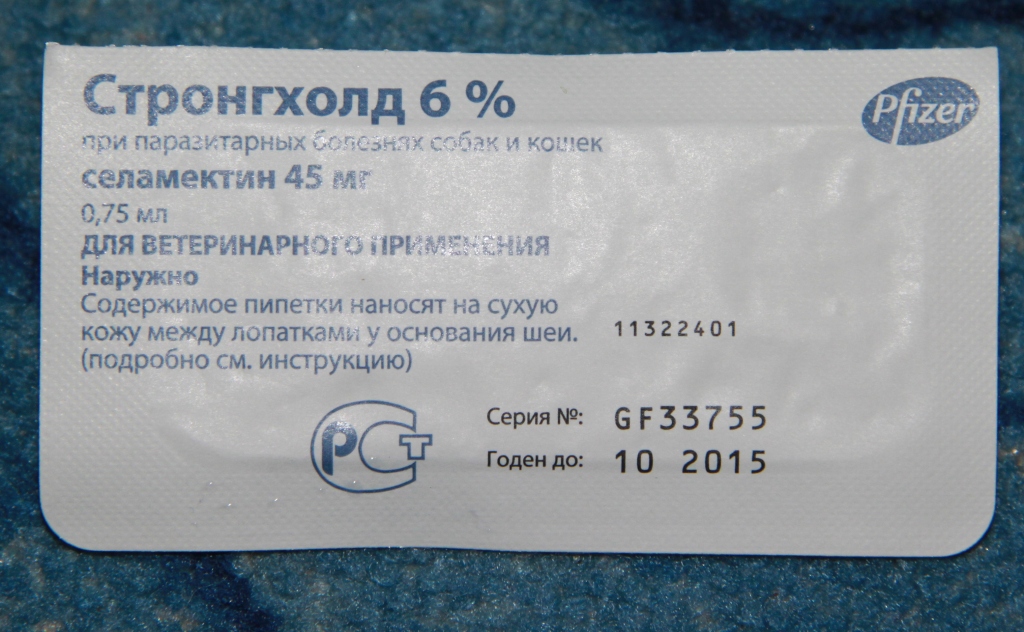 Стронгхолд 6 %
Pfizer
при паразитарных болезнях собак и кошек
селамектин 45 мг
0,75 мл
ДЛЯ ВЕТЕРИНАРНОГО ПРИМЕНЕНИЯ
Наружно
Содержимое пипетки наносят на сухую
кожу между лопатками у основания шеи.
(подробно см. инструкцию)
11322401
РСТ
Серия №: GF33755
Годен до: 10 2015